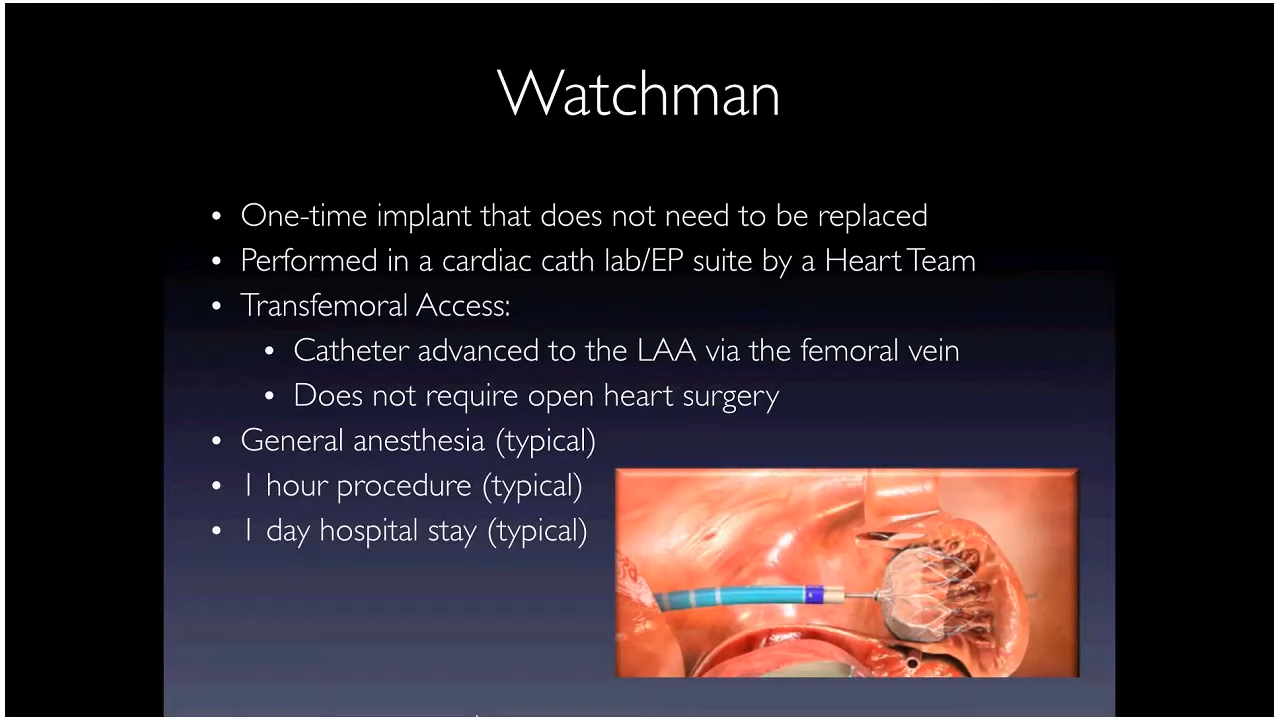 Watchman
• One-time implant that does not need to be replaced
• Performed in a cardiac cath lab/EP suite by a Heart Team
• Transfemoral Access:
• Catheter advanced to the LAA via the femoral vein
• Does not require open heart surgery
• General anesthesia (typical)
• 1 hour procedure (typical)
• 1 day hospital stay (typical)